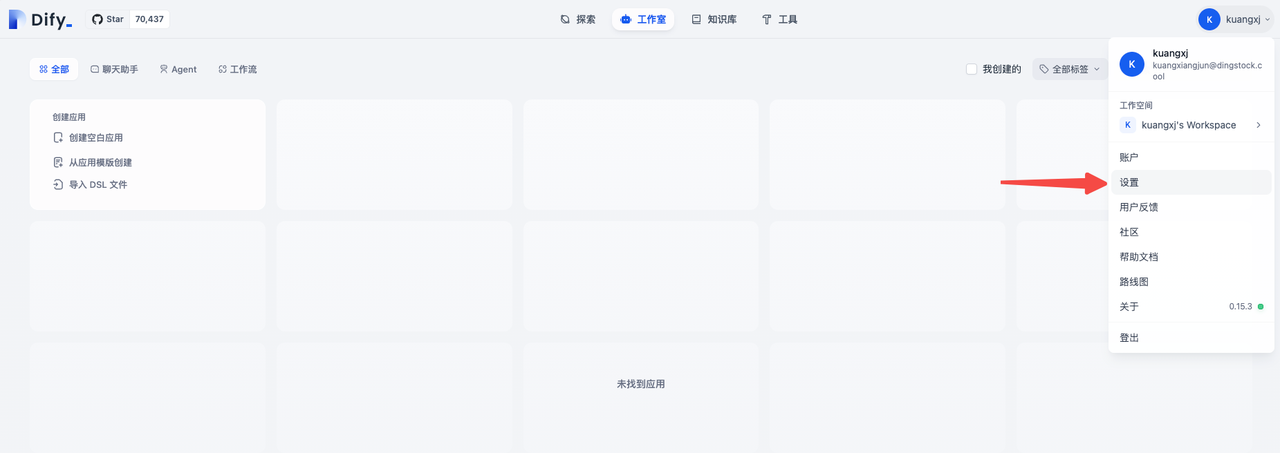 Dify_
Star 70,437
探索
工作室
知识库
工具
K kuangxj
全部
聊天助手
Agent
工作流
我创建的
全部标签
创建应用
创建空白应用
从应用模版创建
导入 DSL 文件
未找到应用
K
kuangxj
kuangxiangjun@dingstock.c
ool
工作空间
K kuangxj's Workspace
账户
设置
用户反馈
社区
帮助文档
路线图
关于 0.15.3
登出